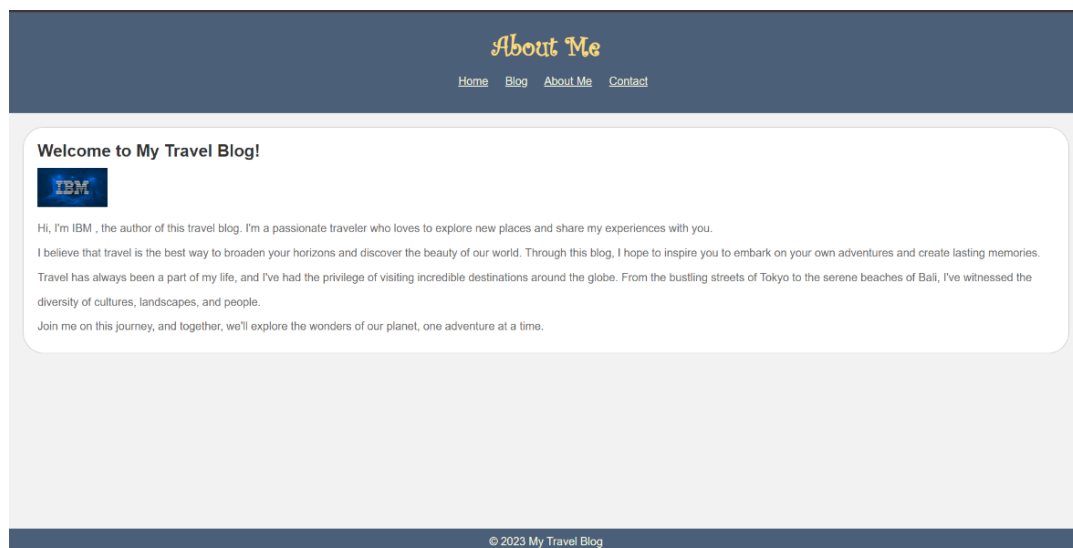 About Me
Home Blog About Me Contact
Welcome to My Travel Blog!
IBM
Hi, I'm IBM , the author of this travel blog. I'm a passionate traveler who loves to explore new places and share my experiences with you.
I believe that travel is the best way to broaden your horizons and discover the beauty of our world. Through this blog, I hope to inspire you to embark on your own adventures and create lasting memories.
Travel has always been a part of my life, and I've had the privilege of visiting incredible destinations around the globe. From the bustling streets of Tokyo to the serene beaches of Bali, I've witnessed the
diversity of cultures, landscapes, and people.
Join me on this journey, and together, we'll explore the wonders of our planet, one adventure at a time.
© 2023 My Travel Blog